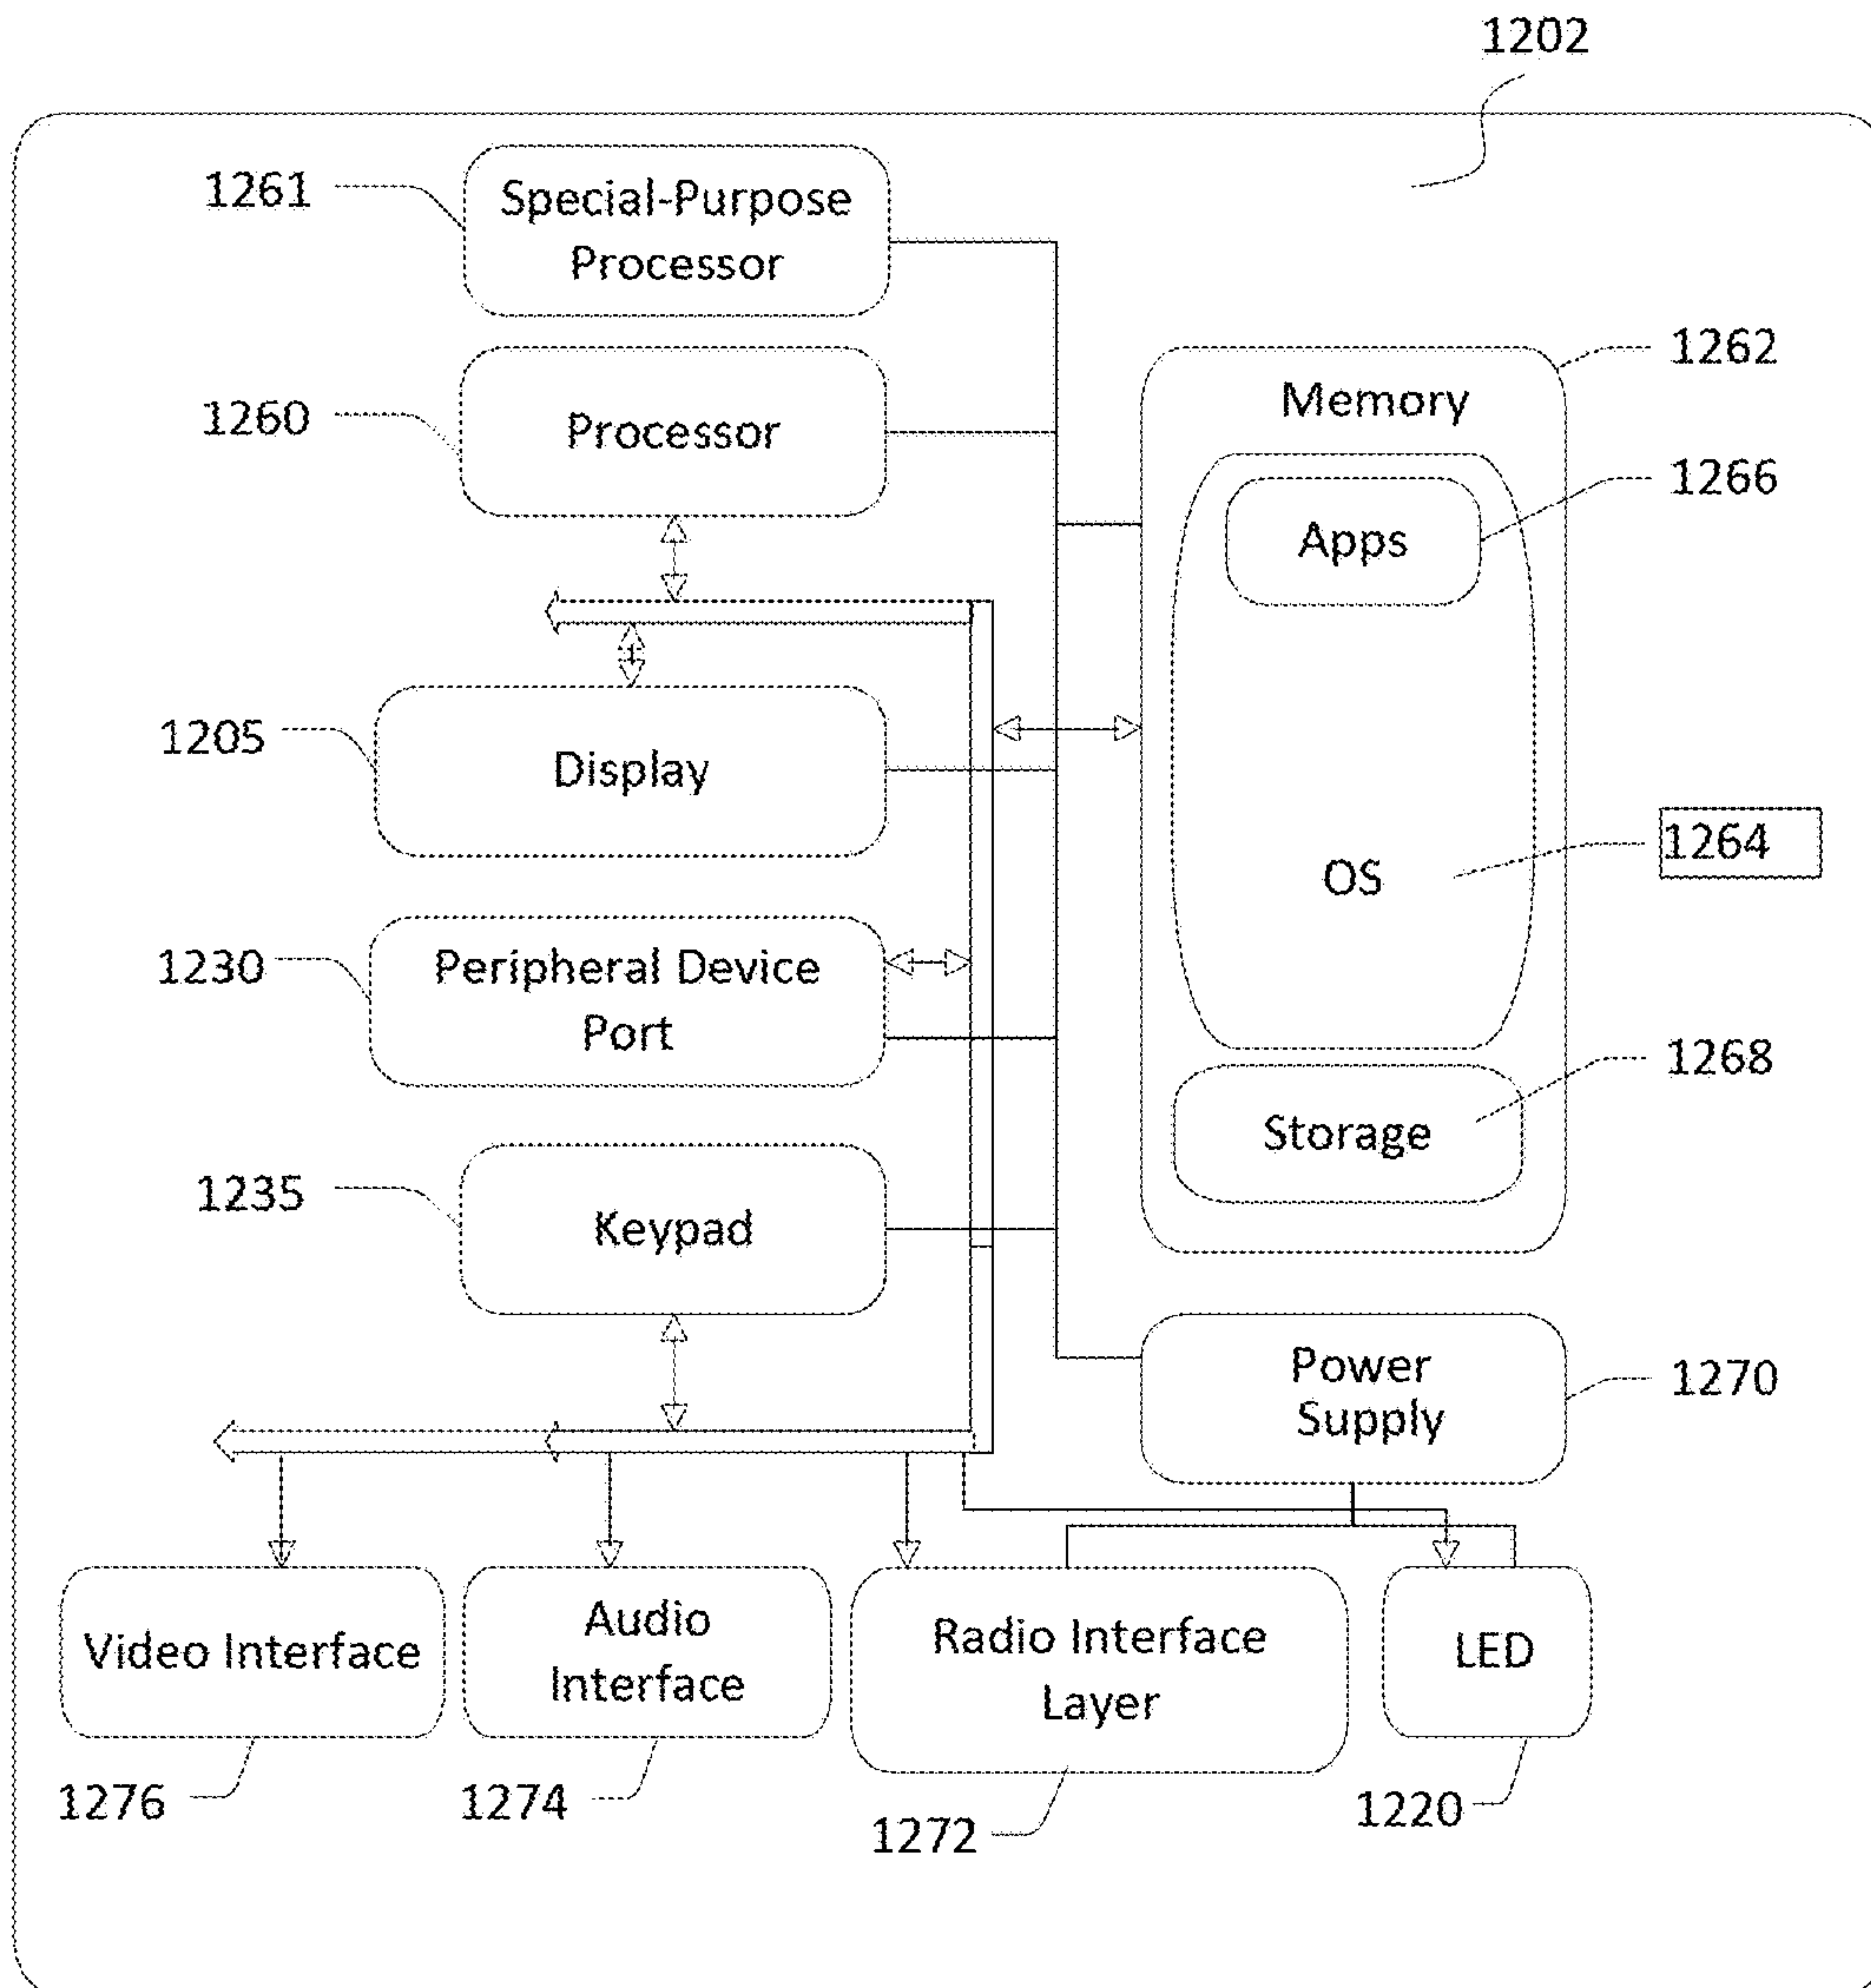 1202
1261
Special-Purpose
Processor
1262
Memory
1260
Processor
1266
Apps
1205
Display
1264
OS
1230
Peripheral Device
Port
1268
Storage
1235
Keypad
Power
Supply
1270
Video Interface
Audio
Interface
Radio Interface
Layer
LED
1276
1274
1272
1220